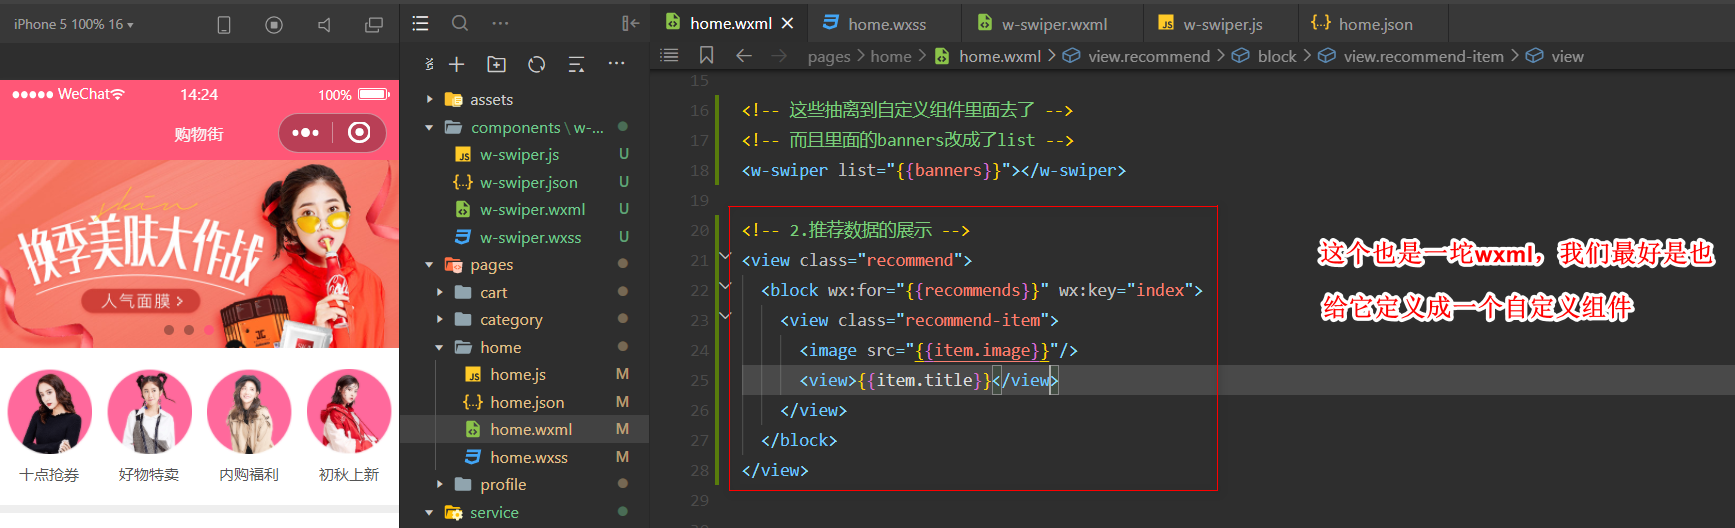 iPhone 5 100% 16
WeChat
14:24
100%
购物街
skin
换季美肤大作战
人气面膜 >
十点抢券
好物特卖
内购福利
初秋上新
assets
components \ w-...
w-swiper.js U
w-swiper.json U
w-swiper.wxml U
w-swiper.wxss U
pages
cart
category
home
home.js M
home.json M
home.wxml M
home.wxss M
profile
service
home.wxml
home.wxss
w-swiper.wxml
w-swiper.js
home.json
pages > home > home.wxml > view.recommend > block > view.recommend-item > view
15
16 <!-- 这些抽离到自定义组件里面去了 -->
17 <!-- 而且里面的banners改成了list -->
18 <w-swiper list="{{banners}}"></w-swiper>
19
20 <!-- 2.推荐数据的展示 -->
21 <view class="recommend">
22 <block wx:for="{{recommends}}" wx:key="index">
23 <view class="recommend-item">
24 <image src="{{item.image}}"/>
25 <view>{{item.title}}</view>
26 </view>
27 </block>
28 </view>
29
这个也是一坨wxml，我们最好是也
给它定义成一个自定义组件